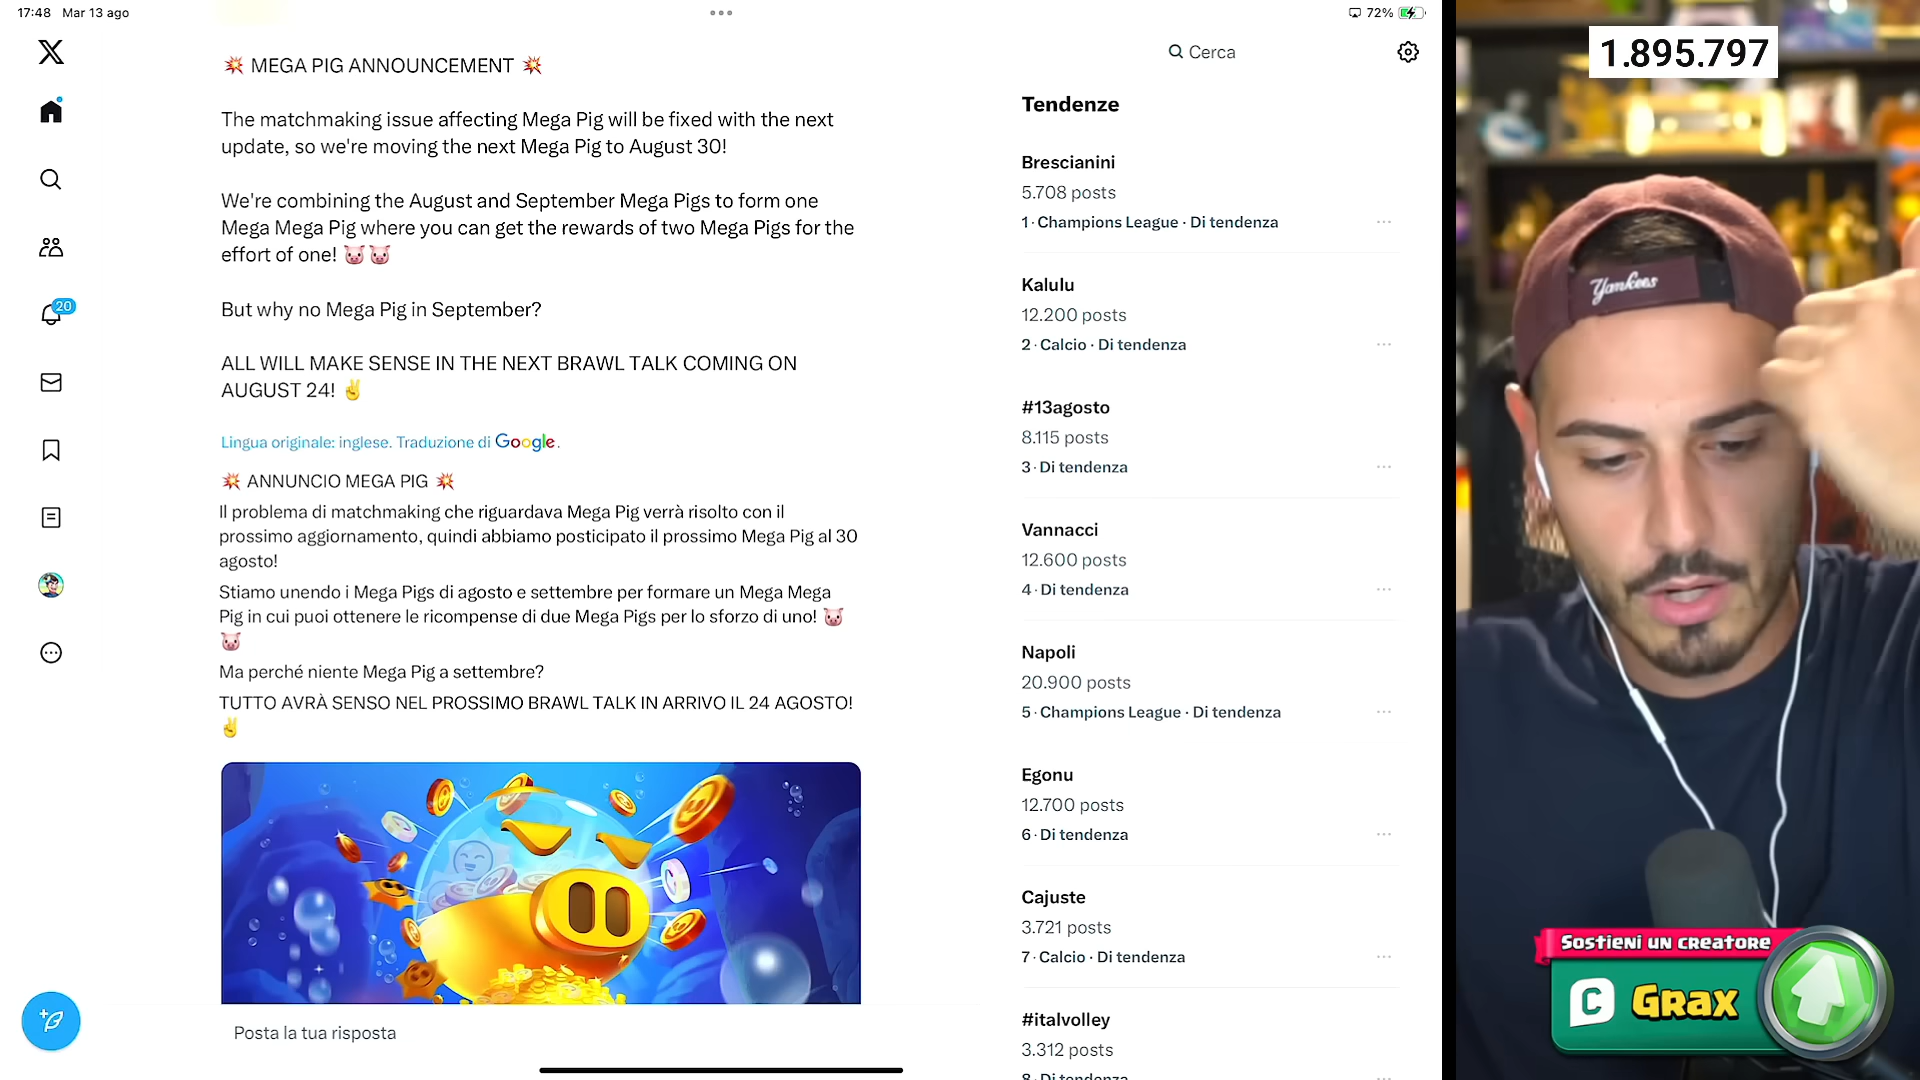 17:48 Mar 13 ago
72%
💥 MEGA PIG ANNOUNCEMENT 💥
The matchmaking issue affecting Mega Pig will be fixed with the next
update, so we're moving the next Mega Pig to August 30!
We're combining the August and September Mega Pigs to form one
Mega Mega Pig where you can get the rewards of two Mega Pigs for the
effort of one! 🐷🐷
But why no Mega Pig in September?
ALL WILL MAKE SENSE IN THE NEXT BRAWL TALK COMING ON
AUGUST 24! ✌️
Lingua originale: inglese. Traduzione di Google.
💥 ANNUNCIO MEGA PIG 💥
Il problema di matchmaking che riguardava Mega Pig verrà risolto con il
prossimo aggiornamento, quindi abbiamo posticipato il prossimo Mega Pig al 30
agosto!
Stiamo unendo i Mega Pigs di agosto e settembre per formare un Mega Mega
Pig in cui puoi ottenere le ricompense di due Mega Pigs per lo sforzo di uno! 🐷
🐷
Ma perché niente Mega Pig a settembre?
TUTTO AVRÀ SENSO NEL PROSSIMO BRAWL TALK IN ARRIVO IL 24 AGOSTO!
✌️
Posta la tua risposta
20
Cerca
Tendenze
Brescianini
5.708 posts
1 · Champions League · Di tendenza
Kalulu
12.200 posts
2 · Calcio · Di tendenza
#13agosto
8.115 posts
3 · Di tendenza
Vannacci
12.600 posts
4 · Di tendenza
Napoli
20.900 posts
5 · Champions League · Di tendenza
Egonu
12.700 posts
6 · Di tendenza
Cajuste
3.721 posts
7 · Calcio · Di tendenza
#italvolley
3.312 posts
8 · Di tendenza
1.895.797
Yankees
Sostieni un creatore
C Grax